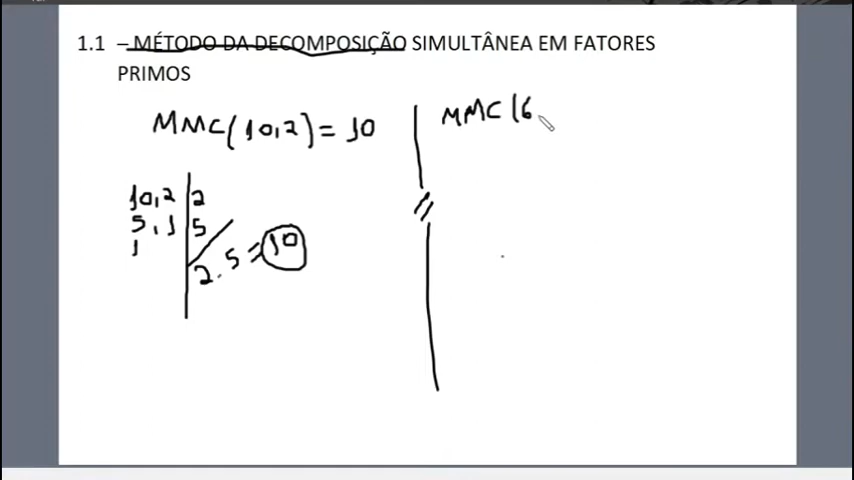 1.1 – MÉTODO DA DECOMPOSIÇÃO SIMULTÂNEA EM FATORES
PRIMOS
MMC(10,2) = 10
10,2 | 2
5,1 | 5
1
2.5 = 10
MMC(6